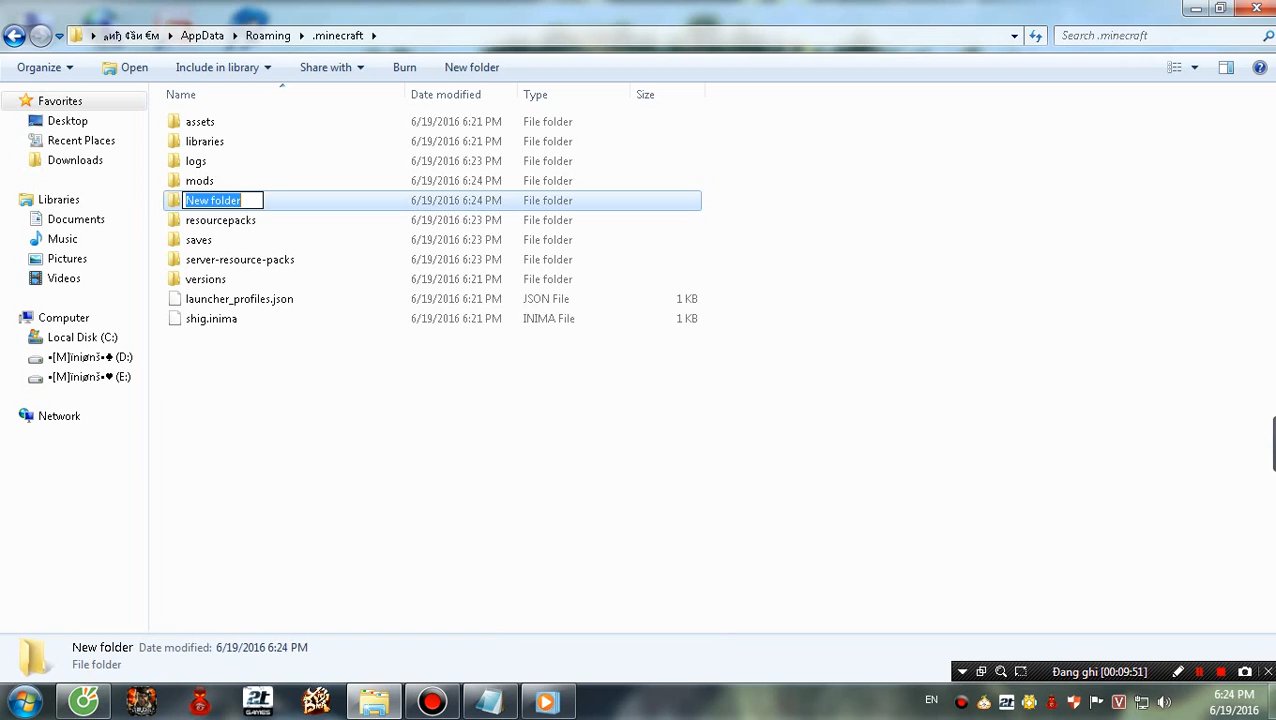 AppData Roaming .minecraft Search .minecraft
Organize Open Include in library Share with Burn New folder
Name Date modified Type Size
Favorites
Desktop
Recent Places
Downloads
Libraries
Documents
Music
Pictures
Videos
Computer
Local Disk (C:)
•[M]ïniønš•♠ (D:)
•[M]ïniønš•♥ (E:)
Network
assets 6/19/2016 6:21 PM File folder
libraries 6/19/2016 6:21 PM File folder
logs 6/19/2016 6:23 PM File folder
mods 6/19/2016 6:24 PM File folder
New folder 6/19/2016 6:24 PM File folder
resourcepacks 6/19/2016 6:23 PM File folder
saves 6/19/2016 6:23 PM File folder
server-resource-packs 6/19/2016 6:23 PM File folder
versions 6/19/2016 6:21 PM File folder
launcher_profiles.json 6/19/2016 6:21 PM JSON File 1 KB
shig.inima 6/19/2016 6:21 PM INIMA File 1 KB
New folder Date modified: 6/19/2016 6:24 PM
File folder
Đang ghi [00:09:51]
2t
GAMES
EN
6:24 PM
6/19/2016